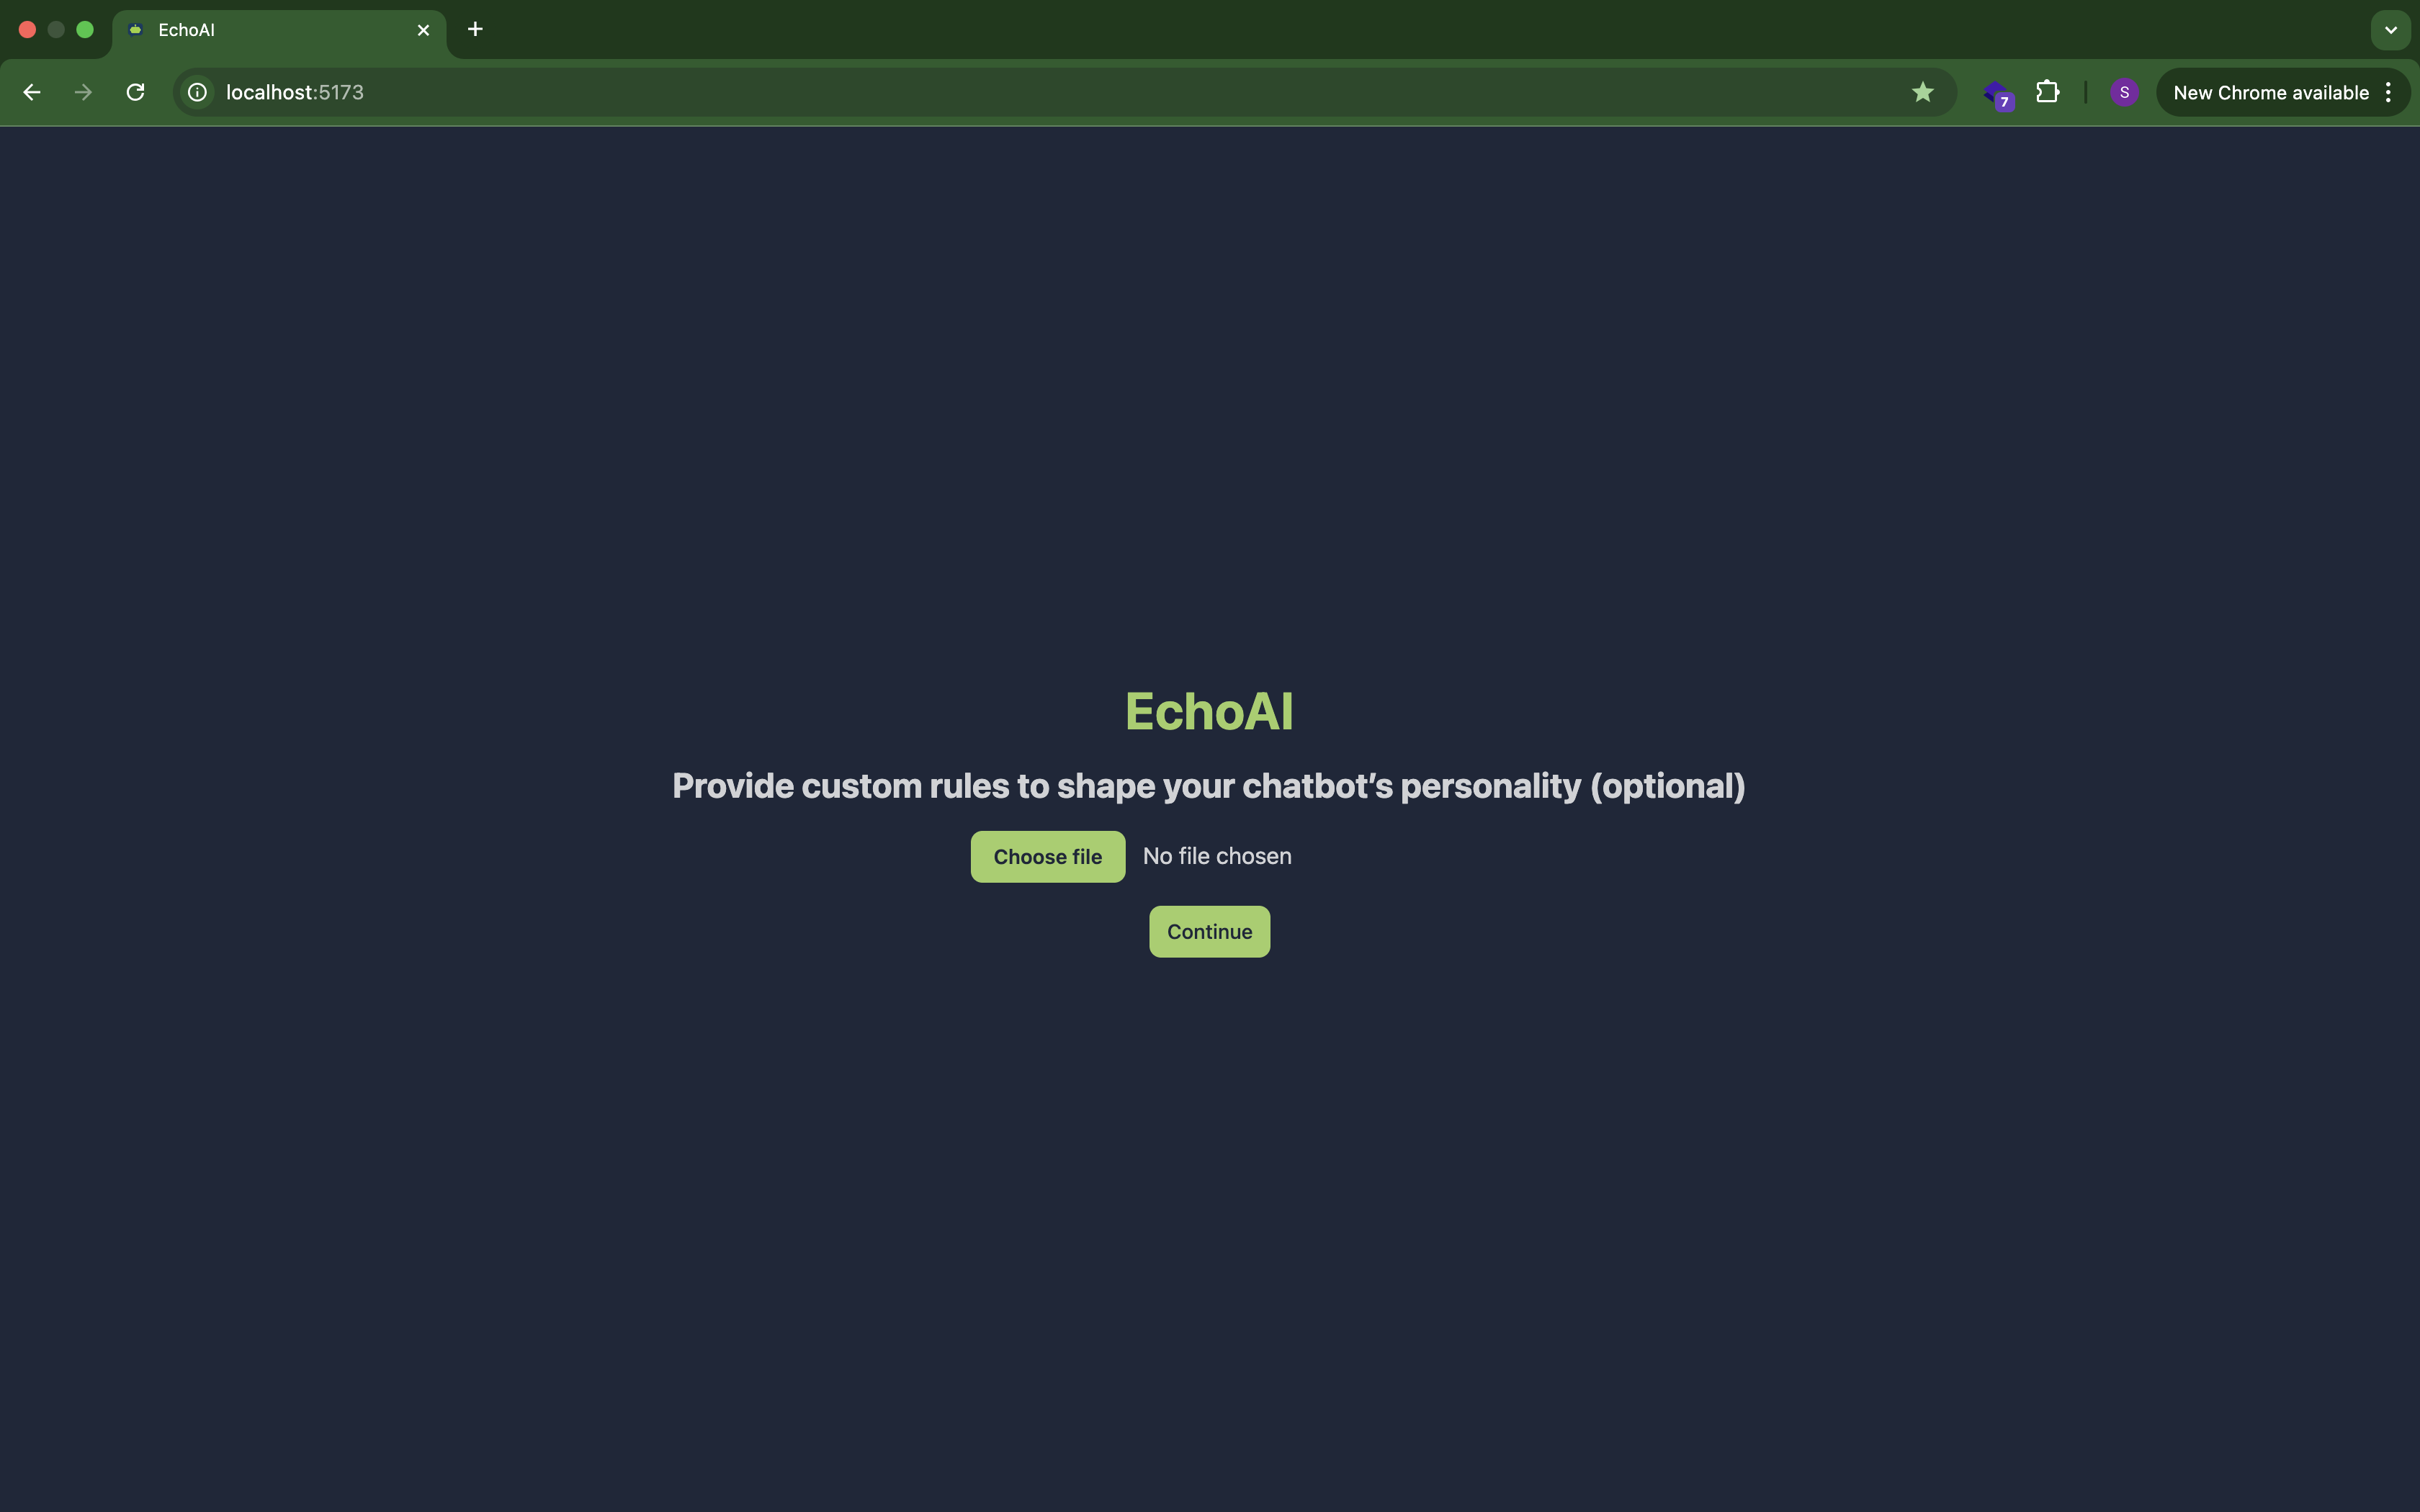 EchoAI
localhost:5173
7
S
New Chrome available
EchoAI
Provide custom rules to shape your chatbot’s personality (optional)
Choose file No file chosen
Continue